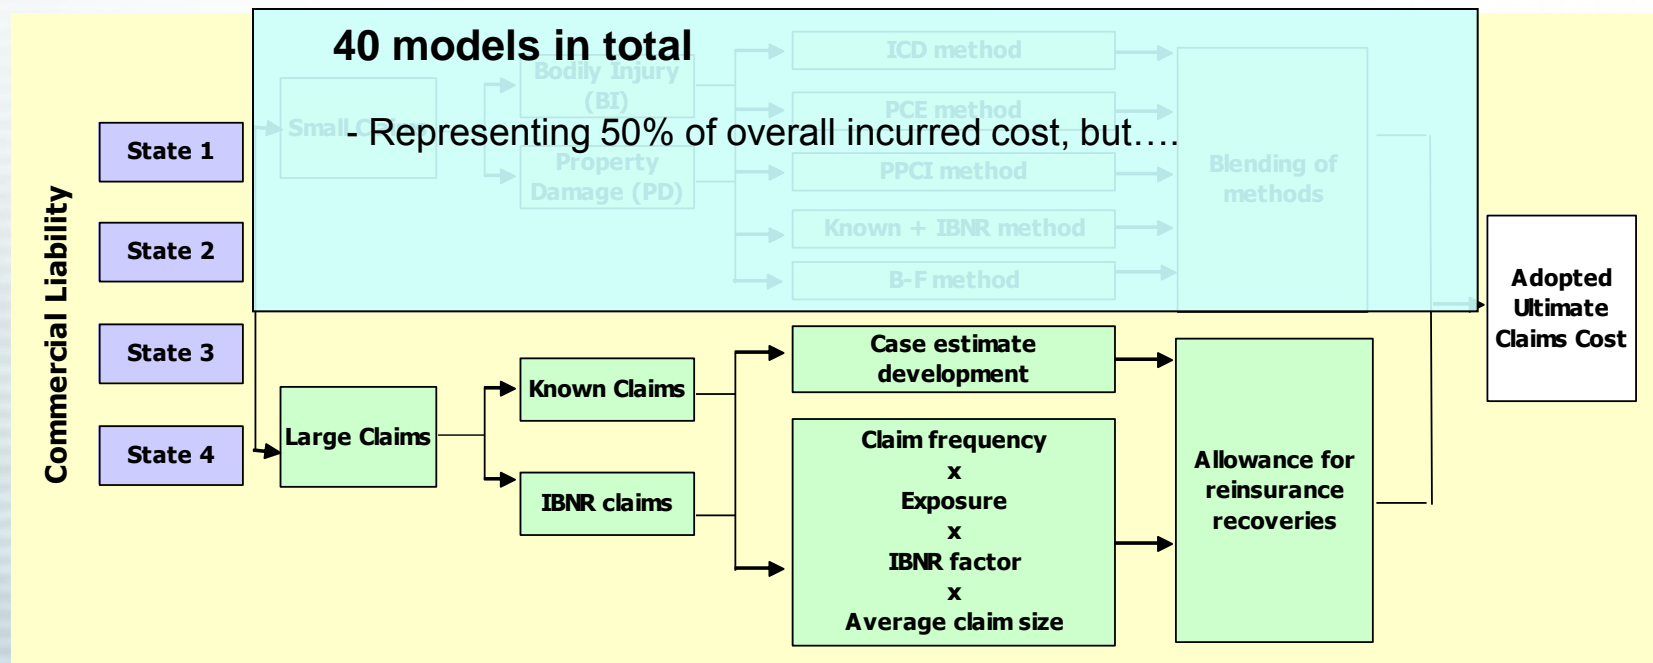 40 models in total
- Representing 50% of overall incurred cost, but….
Commercial Liability
State 1
State 2
State 3
State 4
Small Claims
Bodily Injury
(BI)
Property
Damage (PD)
ICD method
PCE method
PPCI method
Known + IBNR method
B-F method
Blending of
methods
Large Claims
Known Claims
IBNR claims
Case estimate
development
Claim frequency
x
Exposure
x
IBNR factor
x
Average claim size
Allowance for
reinsurance
recoveries
Adopted
Ultimate
Claims Cost